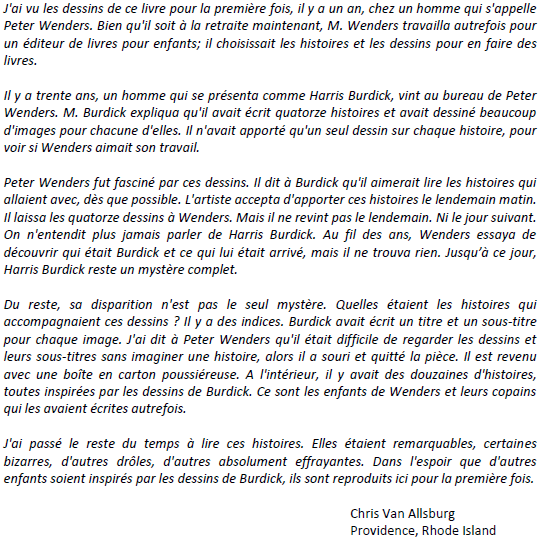 J'ai vu les dessins de ce livre pour la première fois, il y a un an, chez un homme qui s'appelle
Peter Wenders. Bien qu'il soit à la retraite maintenant, M. Wenders travailla autrefois pour
un éditeur de livres pour enfants; il choisissait les histoires et les dessins pour en faire des
livres.

Il y a trente ans, un homme qui se présenta comme Harris Burdick, vint au bureau de Peter
Wenders. M. Burdick expliqua qu'il avait écrit quatorze histoires et avait dessiné beaucoup
d'images pour chacune d'elles. Il n'avait apporté qu'un seul dessin sur chaque histoire, pour
voir si Wenders aimait son travail.

Peter Wenders fut fasciné par ces dessins. Il dit à Burdick qu'il aimerait lire les histoires qui
allaient avec, dès que possible. L'artiste accepta d'apporter ces histoires le lendemain matin.
Il laissa les quatorze dessins à Wenders. Mais il ne revint pas le lendemain. Ni le jour suivant.
On n'entendit plus jamais parler de Harris Burdick. Au fil des ans, Wenders essaya de
découvrir qui était Burdick et ce qui lui était arrivé, mais il ne trouva rien. Jusqu'à ce jour,
Harris Burdick reste un mystère complet.

Du reste, sa disparition n'est pas le seul mystère. Quelles étaient les histoires qui
accompagnaient ces dessins ? Il y a des indices. Burdick avait écrit un titre et un sous-titre
pour chaque image. J'ai dit à Peter Wenders qu'il était difficile de regarder les dessins et
leurs sous-titres sans imaginer une histoire, alors il a souri et quitté la pièce. Il est revenu
avec une boîte en carton poussiéreuse. A l'intérieur, il y avait des douzaines d'histoires,
toutes inspirées par les dessins de Burdick. Ce sont les enfants de Wenders et leurs copains
qui les avaient écrites autrefois.

J'ai passé le reste du temps à lire ces histoires. Elles étaient remarquables, certaines
bizarres, d'autres drôles, d'autres absolument effrayantes. Dans l'espoir que d'autres
enfants soient inspirés par les dessins de Burdick, ils sont reproduits ici pour la première fois.

Chris Van Allsburg
Providence, Rhode Island